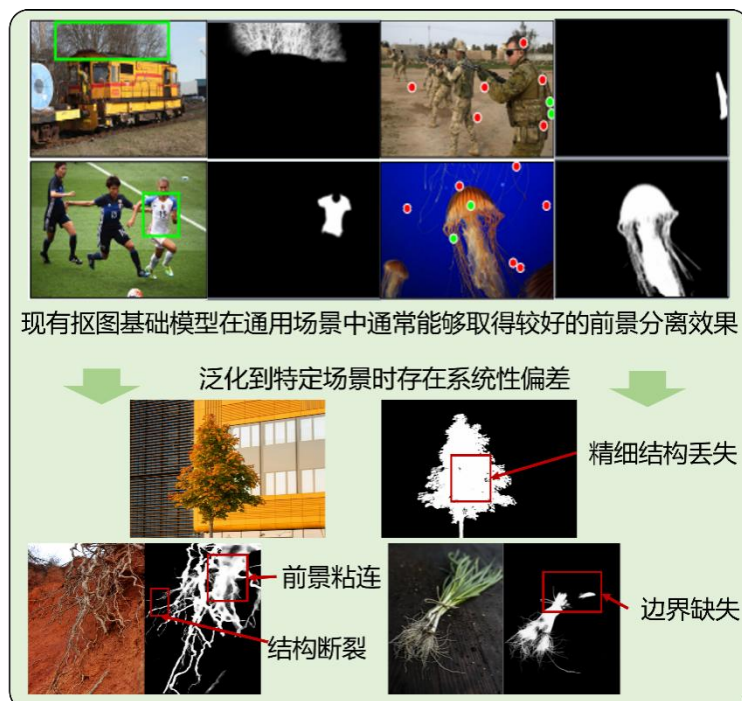 现有抠图基础模型在通用场景中通常能够取得较好的前景分离效果
泛化到特定场景时存在系统性偏差
精细结构丢失
前景粘连
结构断裂
边界缺失